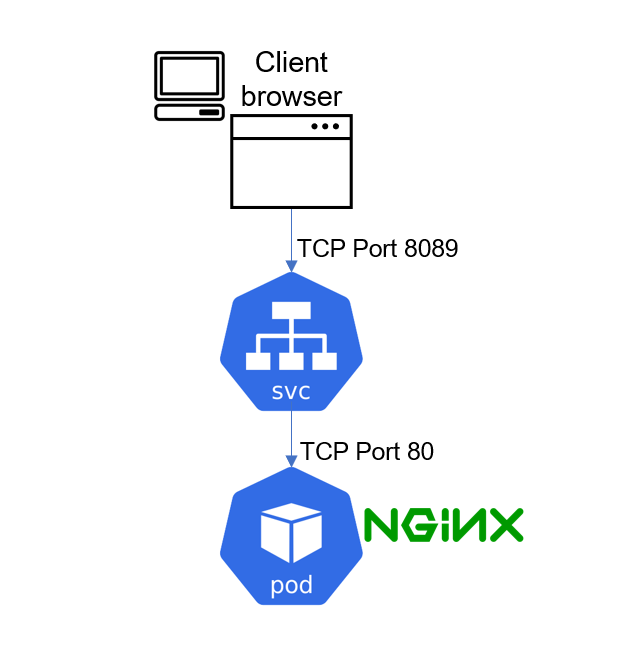 Client
browser
TCP Port 8089
svc
TCP Port 80
NGiNX
pod